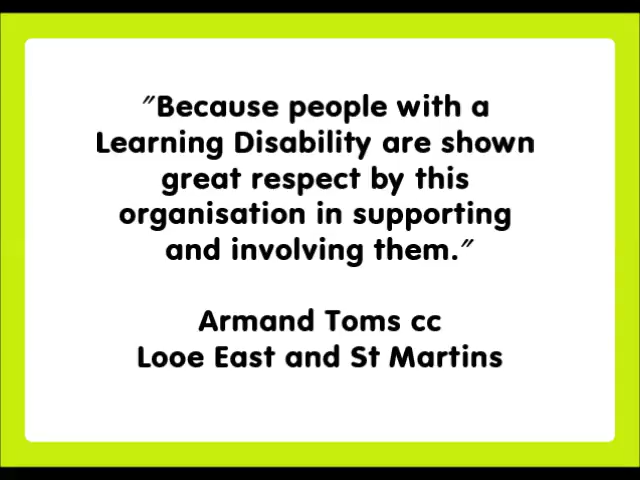 "Because people with a
Learning Disability are shown
great respect by this
organisation in supporting
and involving them."
Armand Toms cc
Looe East and St Martins